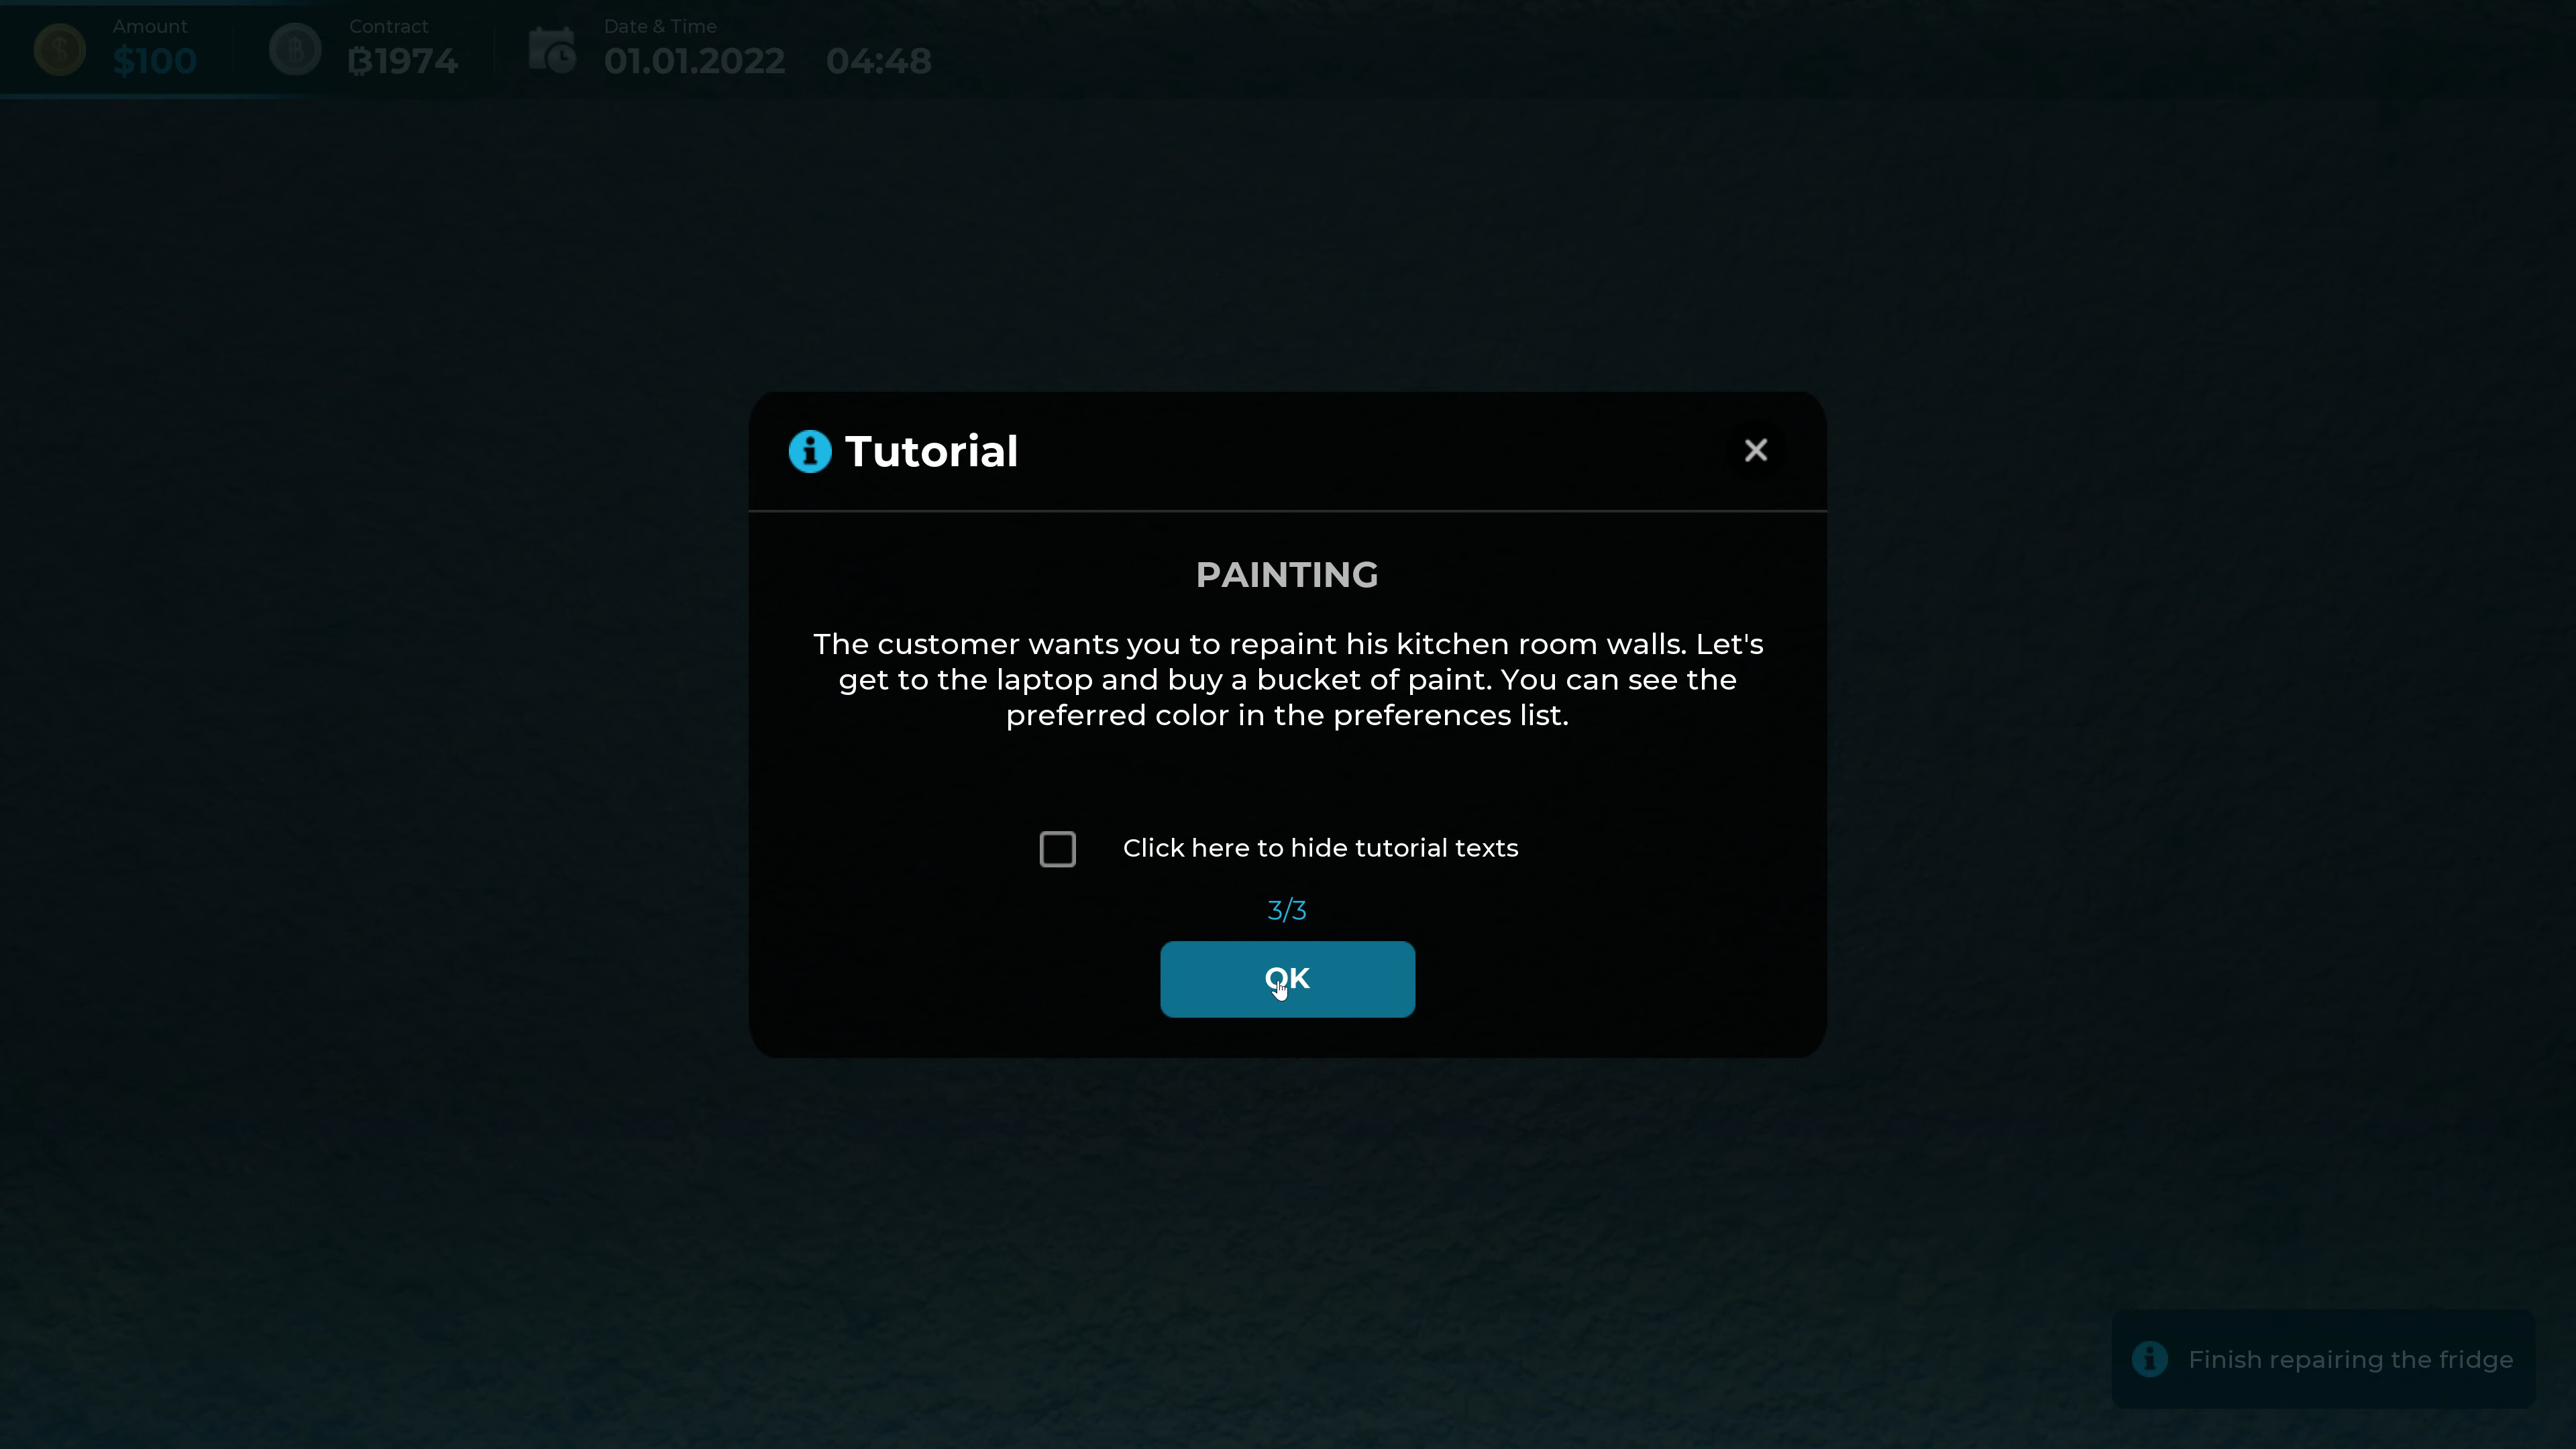 Amount
$100
Contract
₿1974
Date & Time
01.01.2022 04:48
Tutorial
PAINTING
The customer wants you to repaint his kitchen room walls. Let's
get to the laptop and buy a bucket of paint. You can see the
preferred color in the preferences list.
Click here to hide tutorial texts
3/3
OK
Finish repairing the fridge